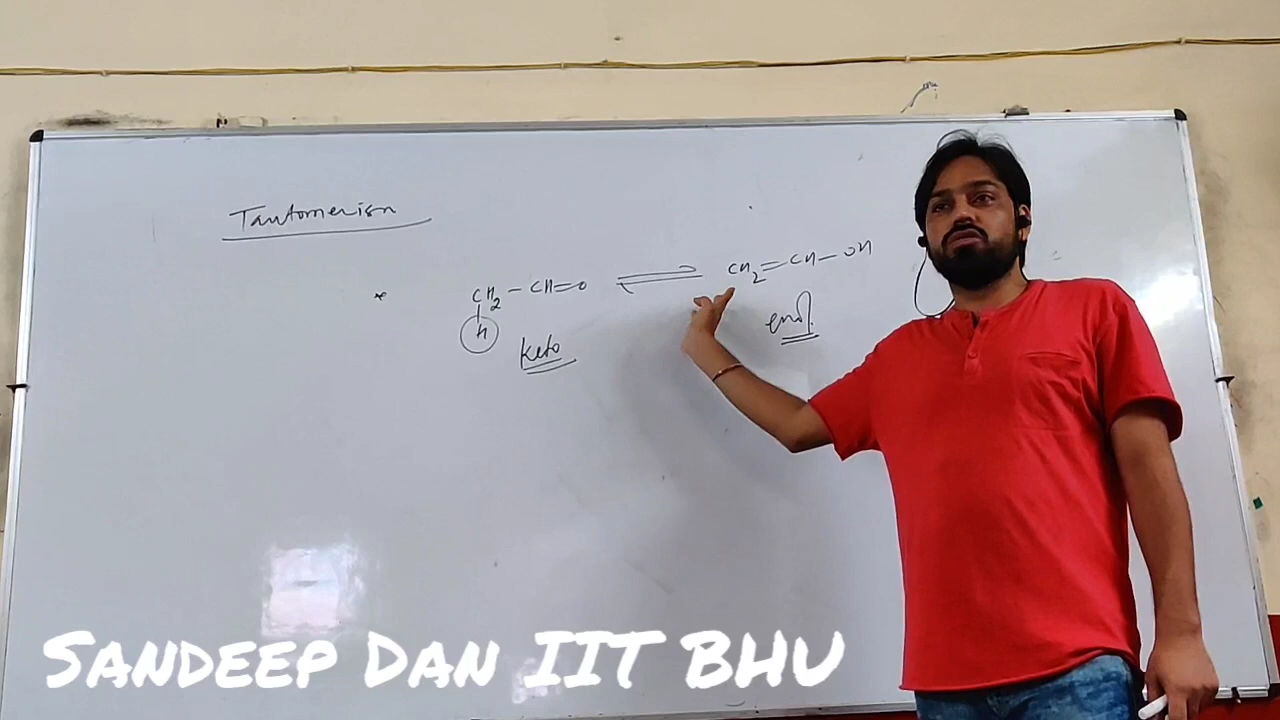 Tautomerism
* CH2 - CH=O ⇌ CH2=CH-OH
H
Keto
enol
SANDEEP DAN IIT BHU